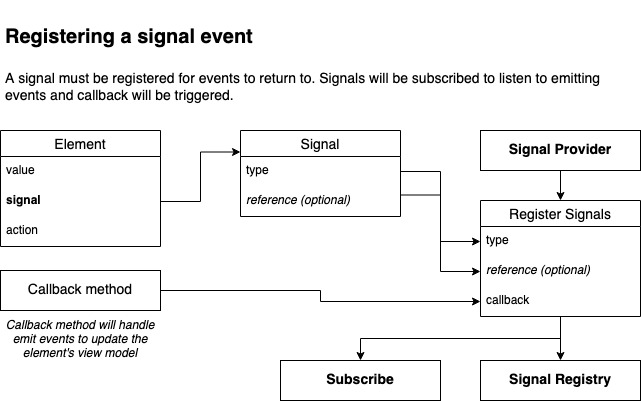 Registering a signal event
A signal must be registered for events to return to. Signals will be subscribed to listen to emitting
events and callback will be triggered.
Element
value
signal
action
Signal
type
reference (optional)
Signal Provider
Register Signals
type
reference (optional)
callback
Callback method
Callback method will handle
emit events to update the
element's view model
Subscribe
Signal Registry